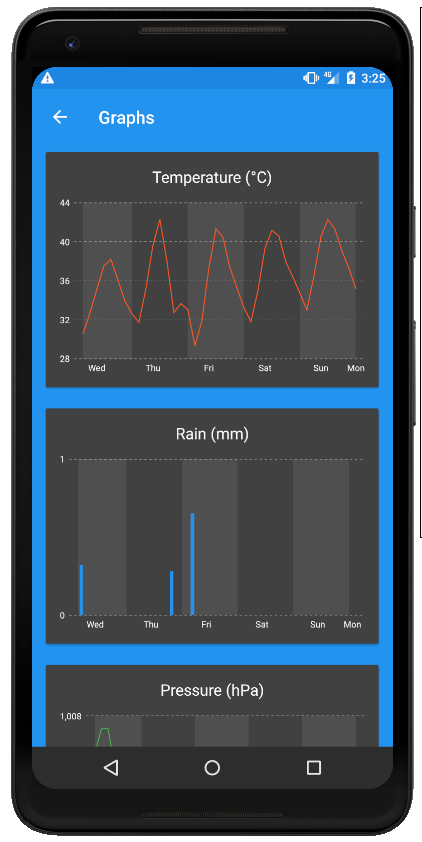 4G 3:25
Graphs
Temperature (°C)
44
40
36
32
28
Wed Thu Fri Sat Sun Mon
Rain (mm)
1
0
Wed Thu Fri Sat Sun Mon
Pressure (hPa)
1,008